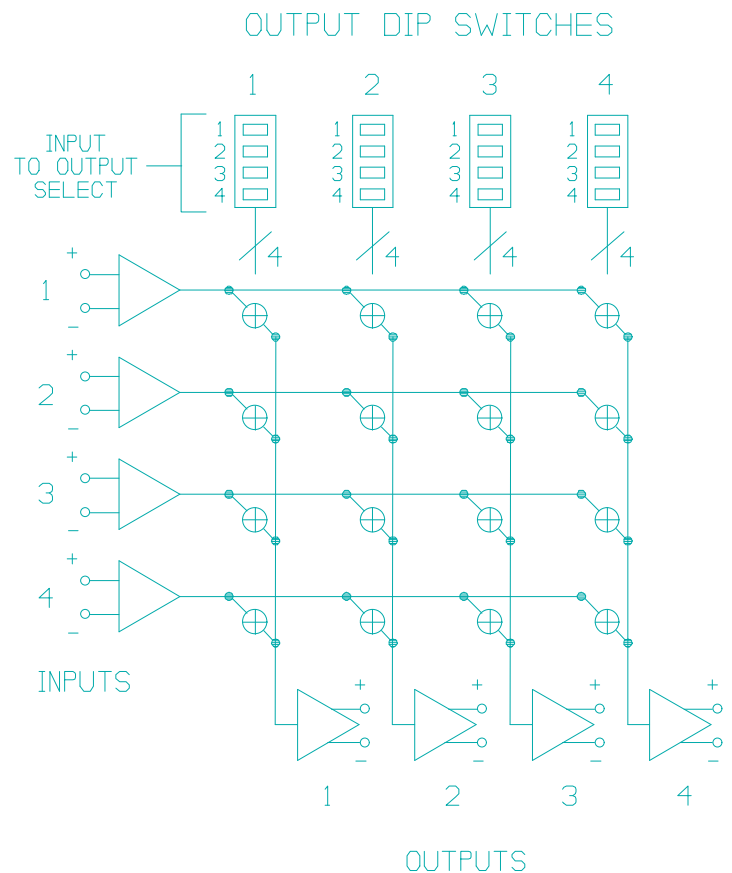 OUTPUT DIP SWITCHES
1 2 3 4
1 1 1 1
INPUT
2 2 2 2
TO OUTPUT
3 3 3 3
SELECT
4 4 4 4
4 4 4 4
+
1
−
+
2
−
+
3
−
+
4
−
INPUTS
+ + + +
− − − −
1 2 3 4
OUTPUTS